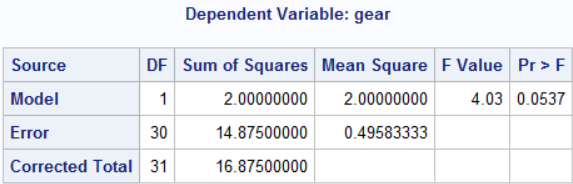 Dependent Variable: gear
Source DF Sum of Squares Mean Square F Value Pr > F
Model 1 2.00000000 2.00000000 4.03 0.0537
Error 30 14.87500000 0.49583333
Corrected Total 31 16.87500000